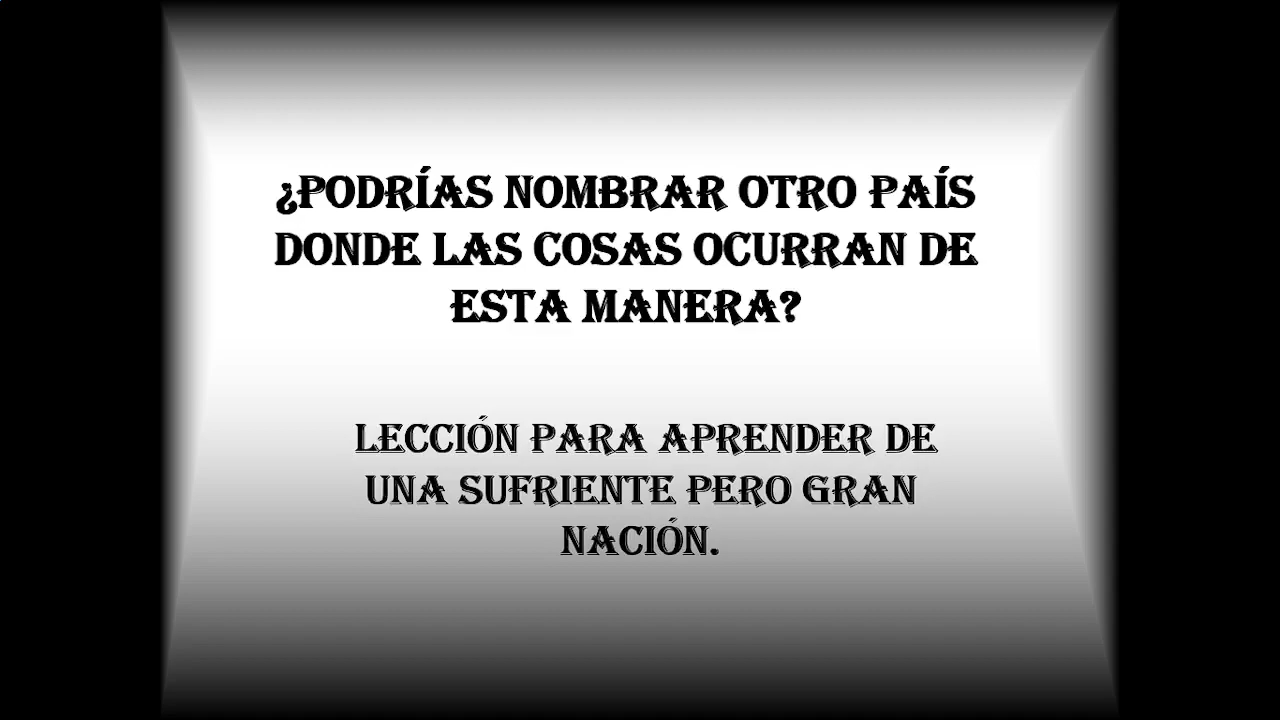 ¿PODRÍAS NOMBRAR OTRO PAÍS
DONDE LAS COSAS OCURRAN DE
ESTA MANERA?
LECCIÓN PARA APRENDER DE
UNA SUFRIENTE PERO GRAN
NACIÓN.